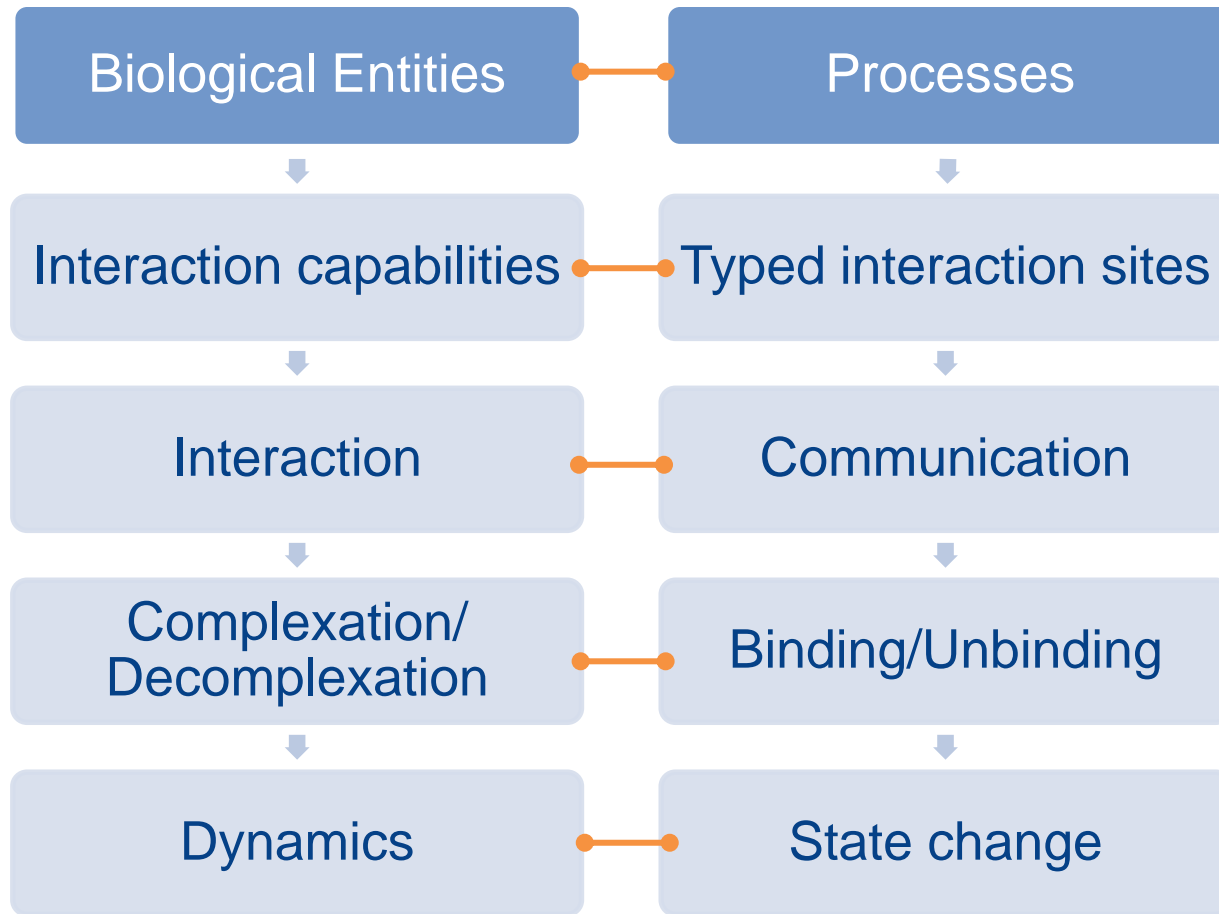 Biological Entities
Processes
Interaction capabilities
Typed interaction sites
Interaction
Communication
Complexation/
Decomplexation
Binding/Unbinding
Dynamics
State change